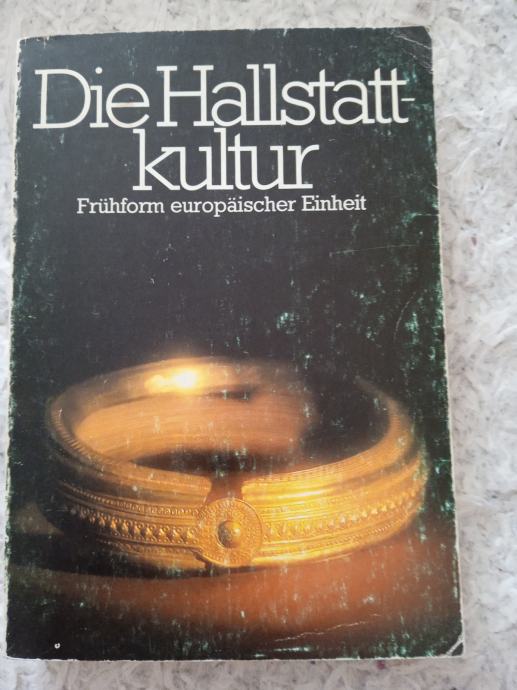 Die Hallstatt-
kultur
Frühform europäischer Einheit